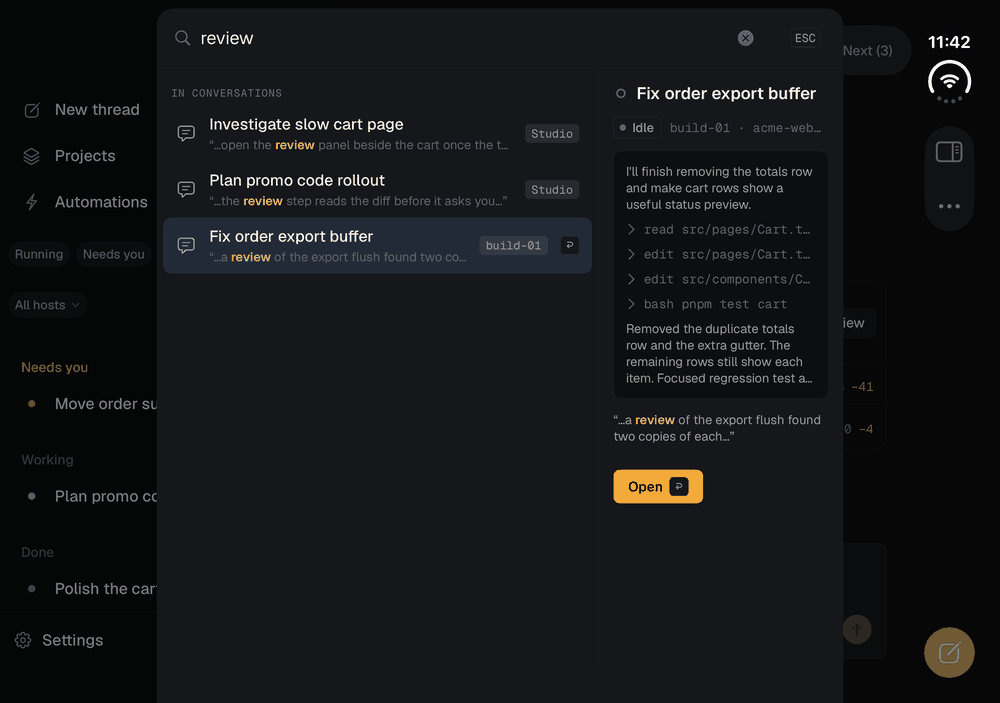 review
ESC
Next (3)
11:42
New thread
Projects
Automations
Running
Needs you
All hosts
Needs you
Move order su
Working
Plan promo co
Done
Polish the car
Settings
IN CONVERSATIONS
Investigate slow cart page
“…open the review panel beside the cart once the t…
Studio
Plan promo code rollout
“…the review step reads the diff before it asks you…”
Studio
Fix order export buffer
“…a review of the export flush found two co…
build-01
Fix order export buffer
Idle
build-01 · acme-web…
I'll finish removing the totals row
and make cart rows show a
useful status preview.
> read src/pages/Cart.t…
> edit src/pages/Cart.t…
> edit src/components/C…
> bash pnpm test cart
Removed the duplicate totals
row and the extra gutter. The
remaining rows still show each
item. Focused regression test a…
“…a review of the export flush found
two copies of each…”
Open
iew
−41
0 −4